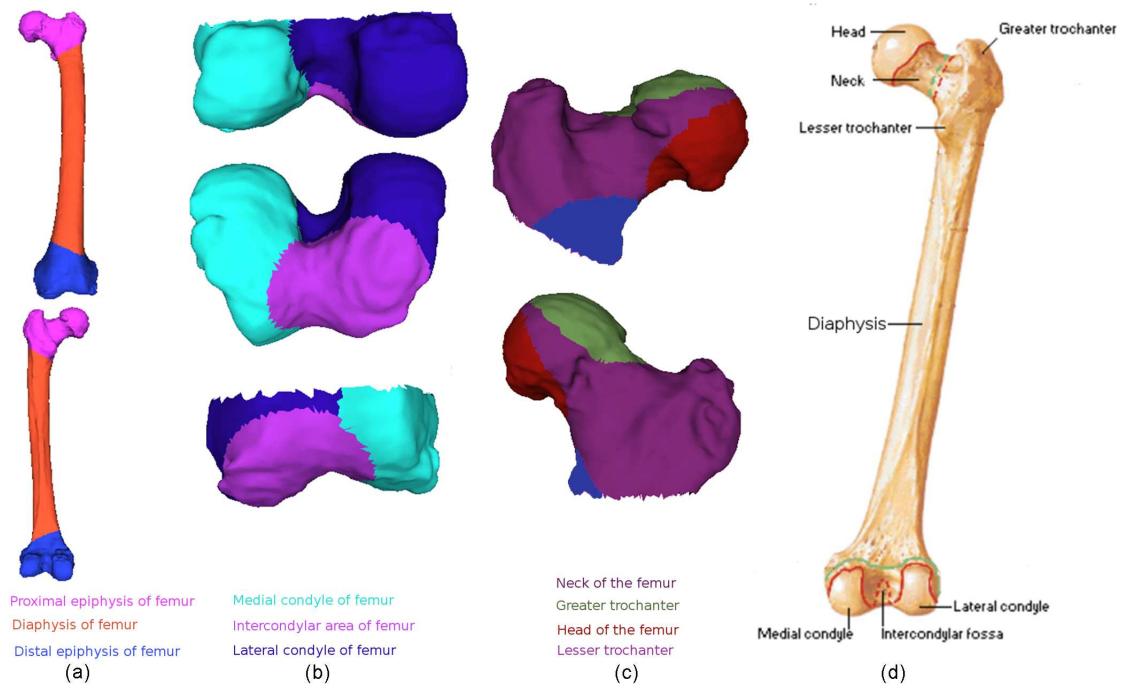 Head
Greater trochanter
Neck
Lesser trochanter
Diaphysis
Lateral condyle
Medial condyle
Intercondylar fossa
Proximal epiphysis of femur
Diaphysis of femur
Distal epiphysis of femur
(a)
Medial condyle of femur
Intercondylar area of femur
Lateral condyle of femur
(b)
Neck of the femur
Greater trochanter
Head of the femur
Lesser trochanter
(c)
(d)